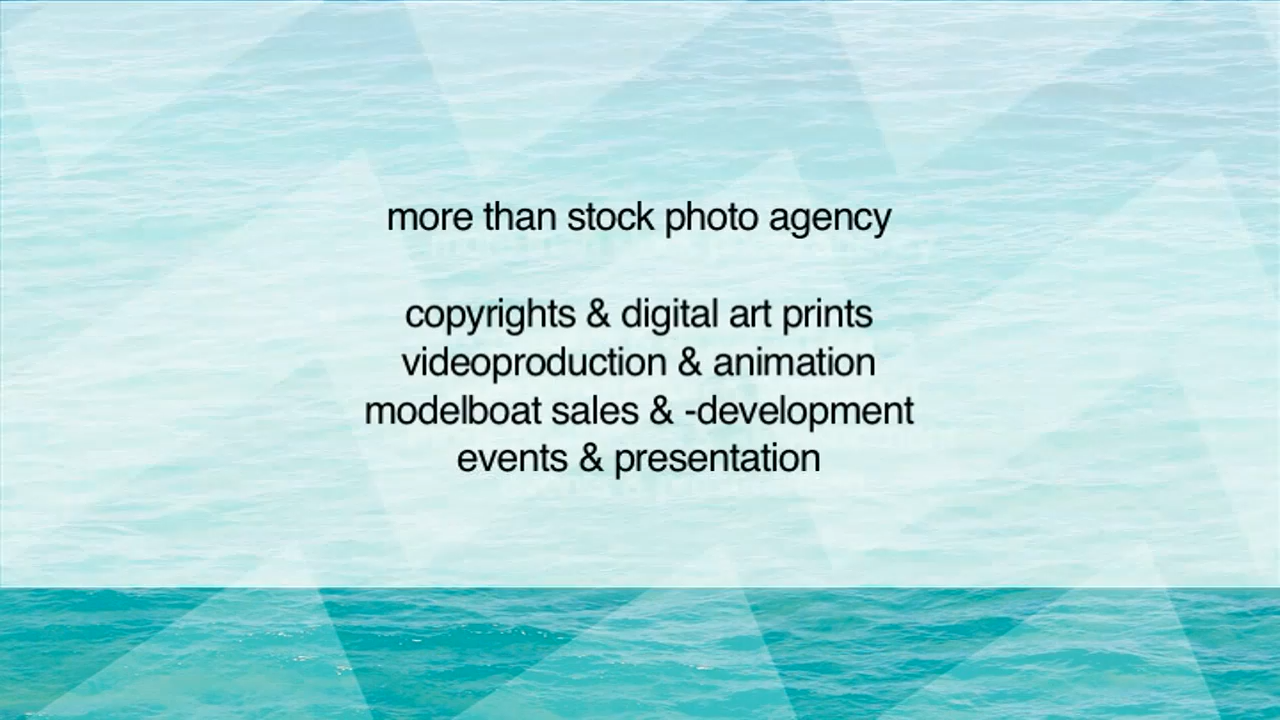 more than stock photo agency
copyrights & digital art prints
videoproduction & animation
modelboat sales & -development
events & presentation